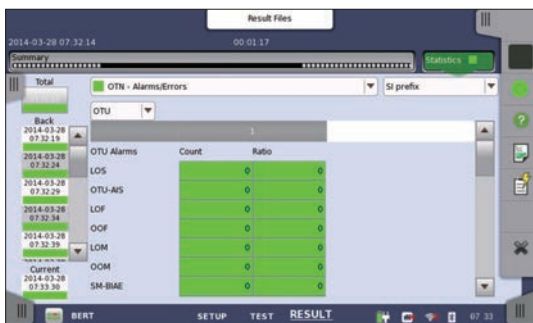 Result Files
2014-03-28 07:32:14 00:01:17
Summary
Statistics
Total
OTN - Alarms/Errors SI prefix
OTU
1
Back
2014-03-28
07:32:19
2014-03-28
07:32:24
2014-03-28
07:32:29
2014-03-28
07:32:34
2014-03-28
07:32:39
Current
2014-03-28
07:33:30
OTU Alarms Count Ratio
LOS 0 0
OTU-AIS 0 0
LOF 0 0
OOF 0 0
LOM 0 0
OOM 0 0
SM-BIAE 0 0
BERT SETUP TEST RESULT 07 33